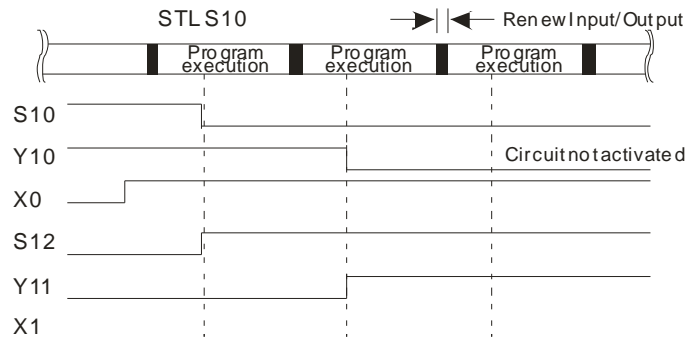 STL S10
Renew Input/Output
Program execution
Program execution
Program execution
S10
Y10
Circuit not activated
X0
S12
Y11
X1